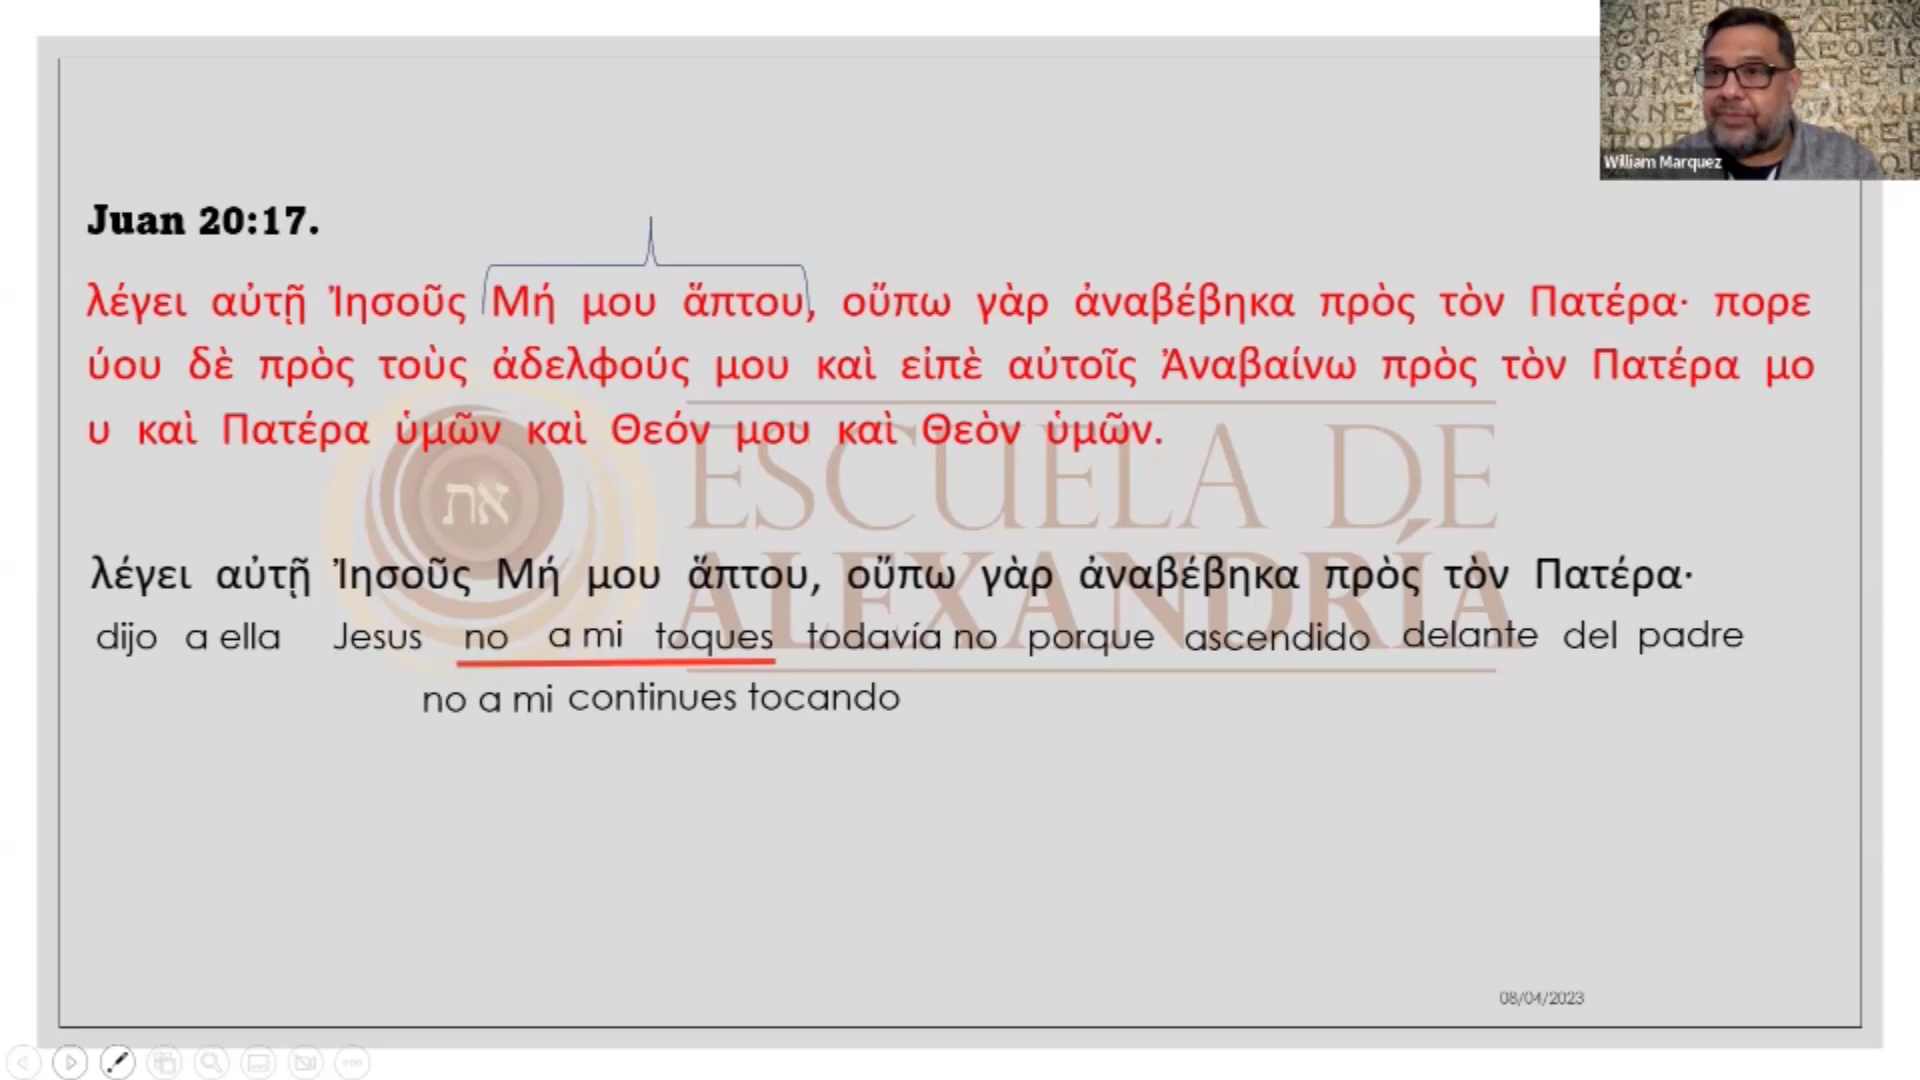 William Marquez
Juan 20:17.
λέγει αὐτῇ Ἰησοῦς Μή μου ἅπτου, οὔπω γὰρ ἀναβέβηκα πρὸς τὸν Πατέρα· πορε
ύου δὲ πρὸς τοὺς ἀδελφούς μου καὶ εἰπὲ αὐτοῖς Ἀναβαίνω πρὸς τὸν Πατέρα μο
υ καὶ Πατέρα ὑμῶν καὶ Θεόν μου καὶ Θεὸν ὑμῶν.
את
ESCUELA DE
ALEXANDRÍA
λέγει αὐτῇ Ἰησοῦς Μή μου ἅπτου, οὔπω γὰρ ἀναβέβηκα πρὸς τὸν Πατέρα·
dijo a ella Jesus no a mi toques todavía no porque ascendido delante del padre
no a mi continues tocando
08/04/2023